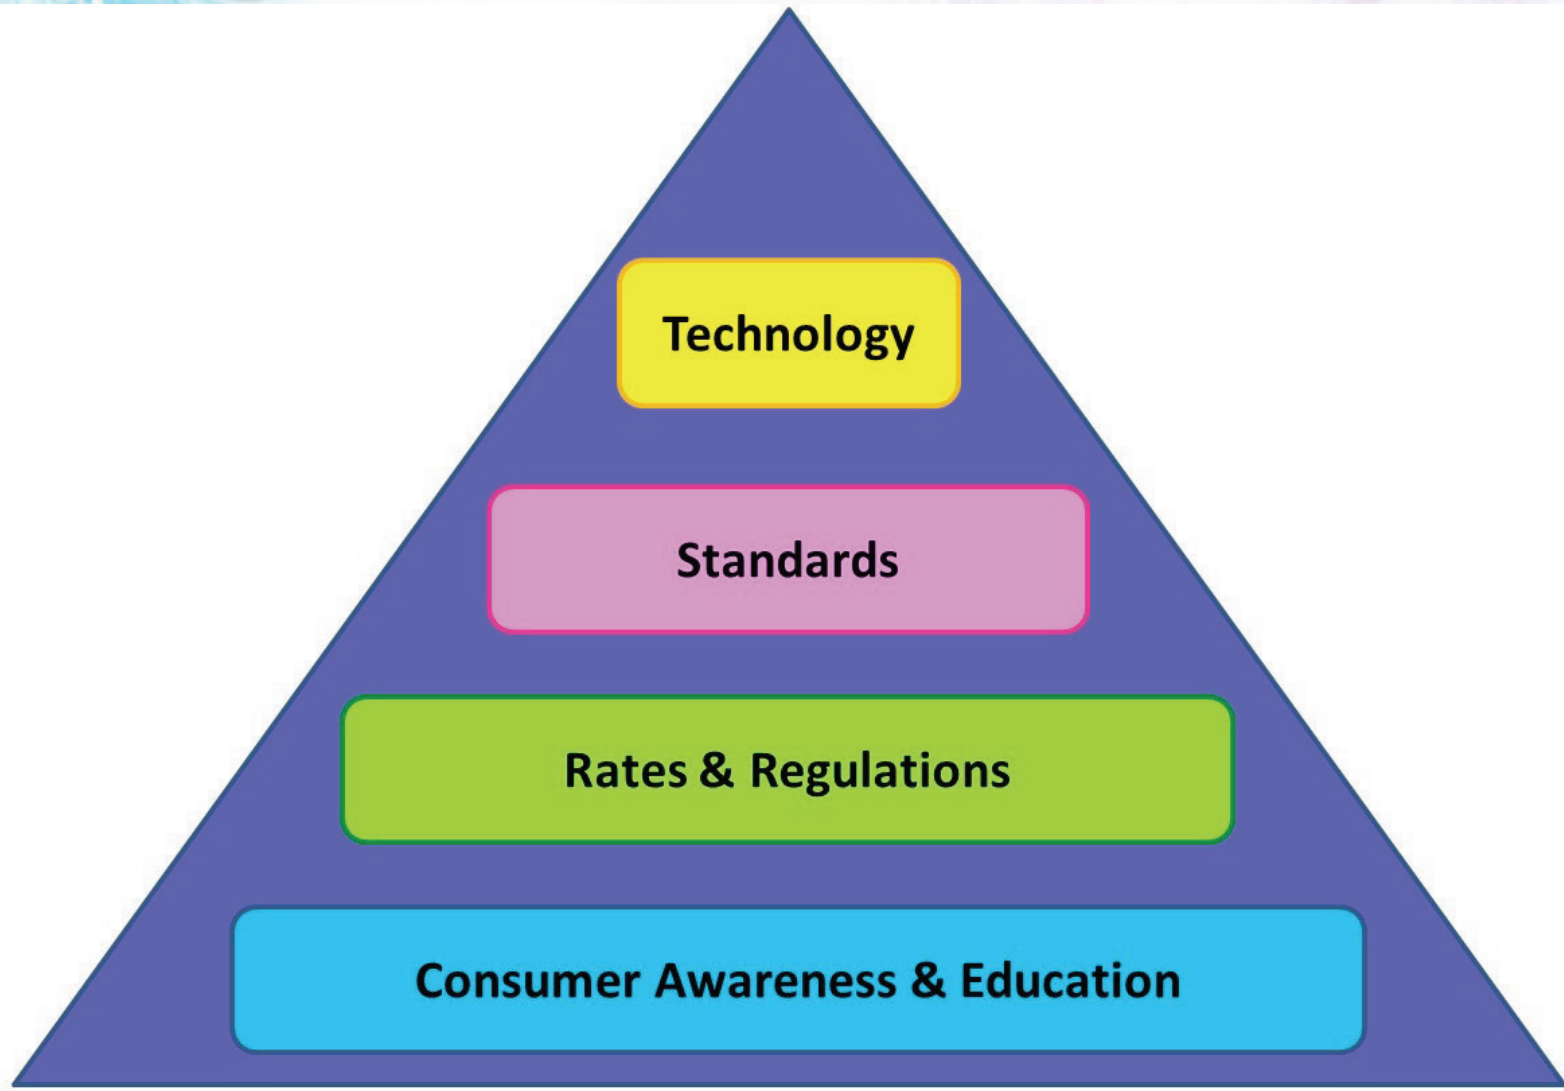 Technology
Standards
Rates & Regulations
Consumer Awareness & Education